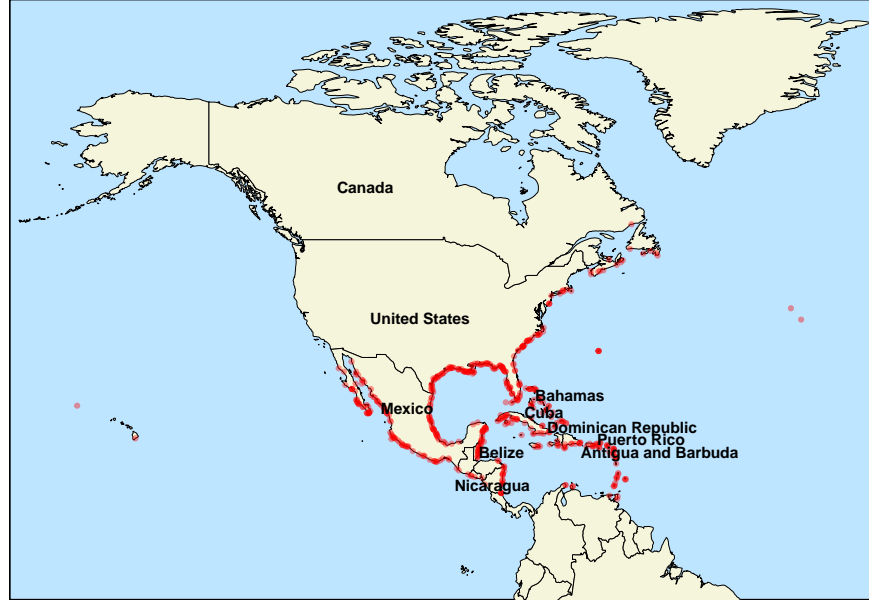 Canada
United States
Bahamas
Mexico
Cuba
Dominican Republic
Puerto Rico
Belize
Antigua and Barbuda
Nicaragua